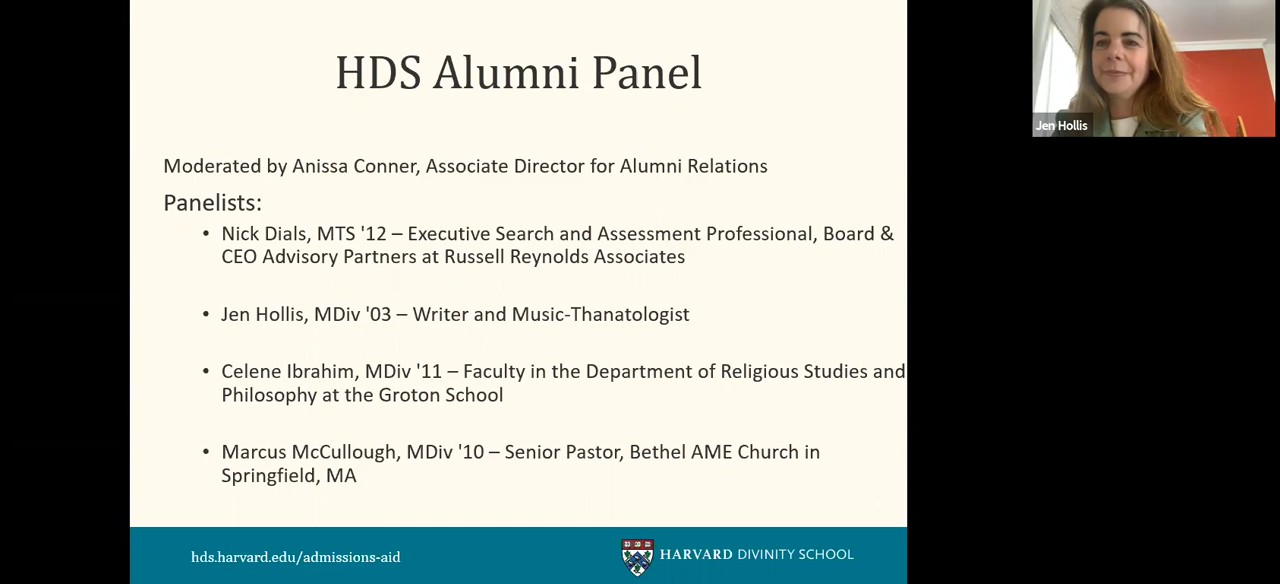 HDS Alumni Panel
Moderated by Anissa Conner, Associate Director for Alumni Relations
Panelists:
• Nick Dials, MTS '12 – Executive Search and Assessment Professional, Board &
CEO Advisory Partners at Russell Reynolds Associates
• Jen Hollis, MDiv '03 – Writer and Music-Thanatologist
• Celene Ibrahim, MDiv '11 – Faculty in the Department of Religious Studies and
Philosophy at the Groton School
• Marcus McCullough, MDiv '10 – Senior Pastor, Bethel AME Church in
Springfield, MA
hds.harvard.edu/admissions-aid
HARVARD DIVINITY SCHOOL
Jen Hollis